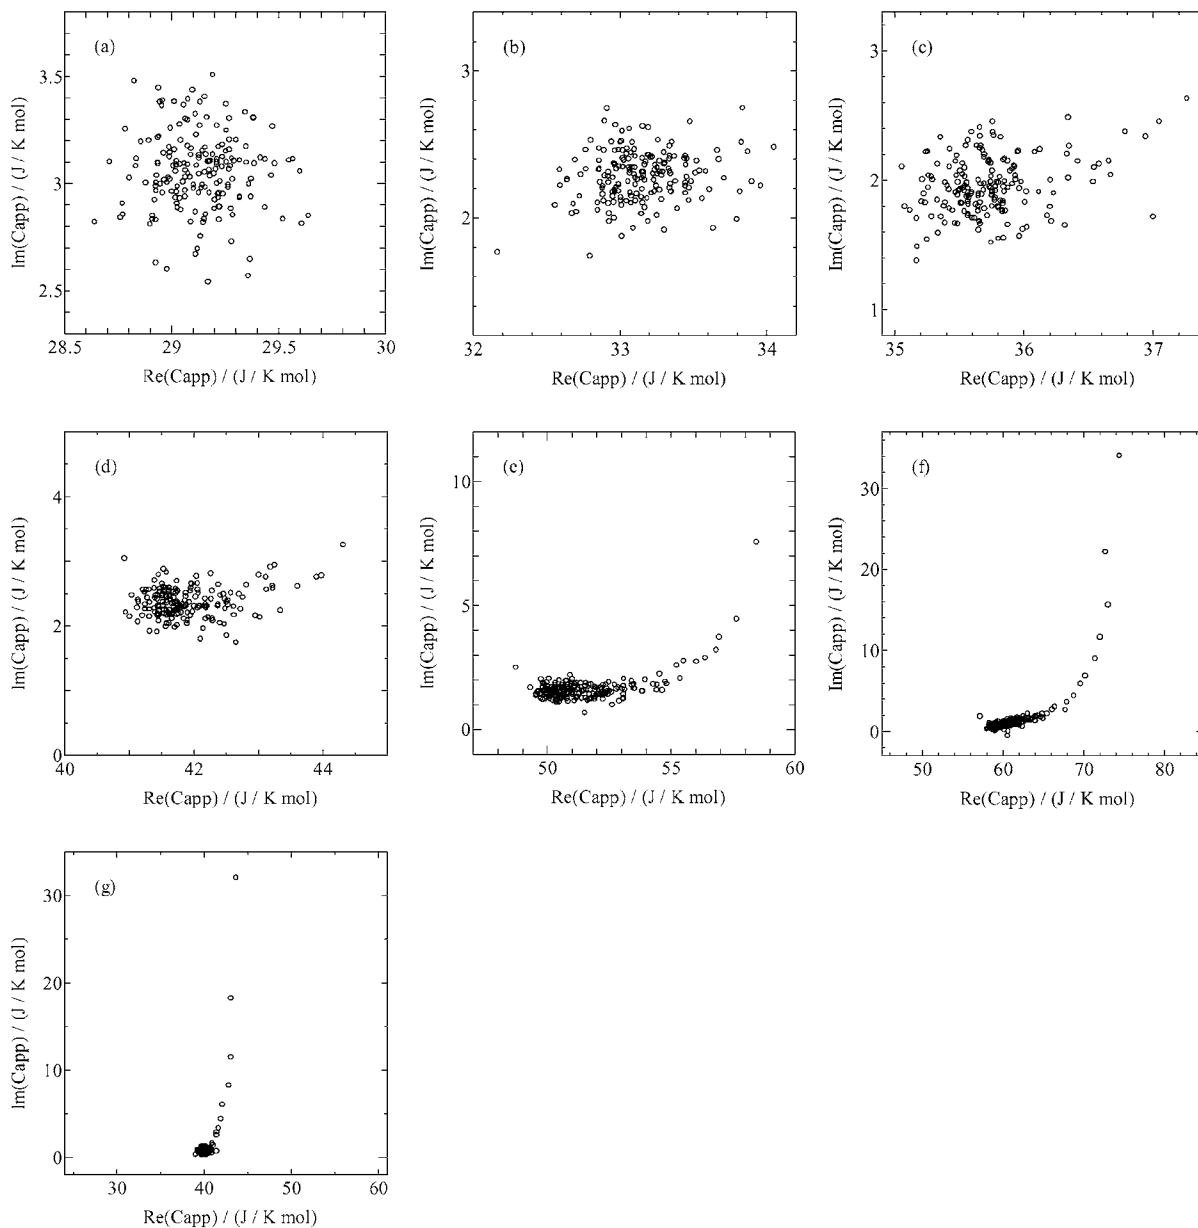 (a)
3.5
3.0
2.5
28.5 29 29.5 30
Im(Capp) / (J / K mol)
Re(Capp) / (J / K mol)
(b)
3
2
32 33 34
Im(Capp) / (J / K mol)
Re(Capp) / (J / K mol)
(c)
3
2
1
35 36 37
Im(Capp) / (J / K mol)
Re(Capp) / (J / K mol)
(d)
4
2
0
40 42 44
Im(Capp) / (J / K mol)
Re(Capp) / (J / K mol)
(e)
10
5
0
50 55 60
Im(Capp) / (J / K mol)
Re(Capp) / (J / K mol)
(f)
30
20
10
0
50 60 70 80
Im(Capp) / (J / K mol)
Re(Capp) / (J / K mol)
(g)
30
20
10
0
30 40 50 60
Im(Capp) / (J / K mol)
Re(Capp) / (J / K mol)